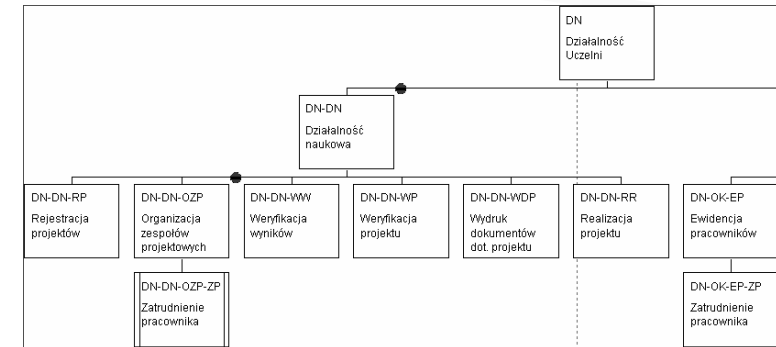 DN
Działalność
Uczelni
DN-DN
Działalność
naukowa
DN-DN-RP
Rejestracja
projektów
DN-DN-OZP
Organizacja
zespołów
projektowych
DN-DN-WW
Weryfikacja
wyników
DN-DN-WP
Weryfikacja
projektu
DN-DN-WDP
Wydruk
dokumentów
dot. projektu
DN-DN-RR
Realizacja
projektu
DN-OK-EP
Ewidencja
pracowników
DN-DN-OZP-ZP
Zatrudnienie
pracownika
DN-OK-EP-ZP
Zatrudnienie
pracownika